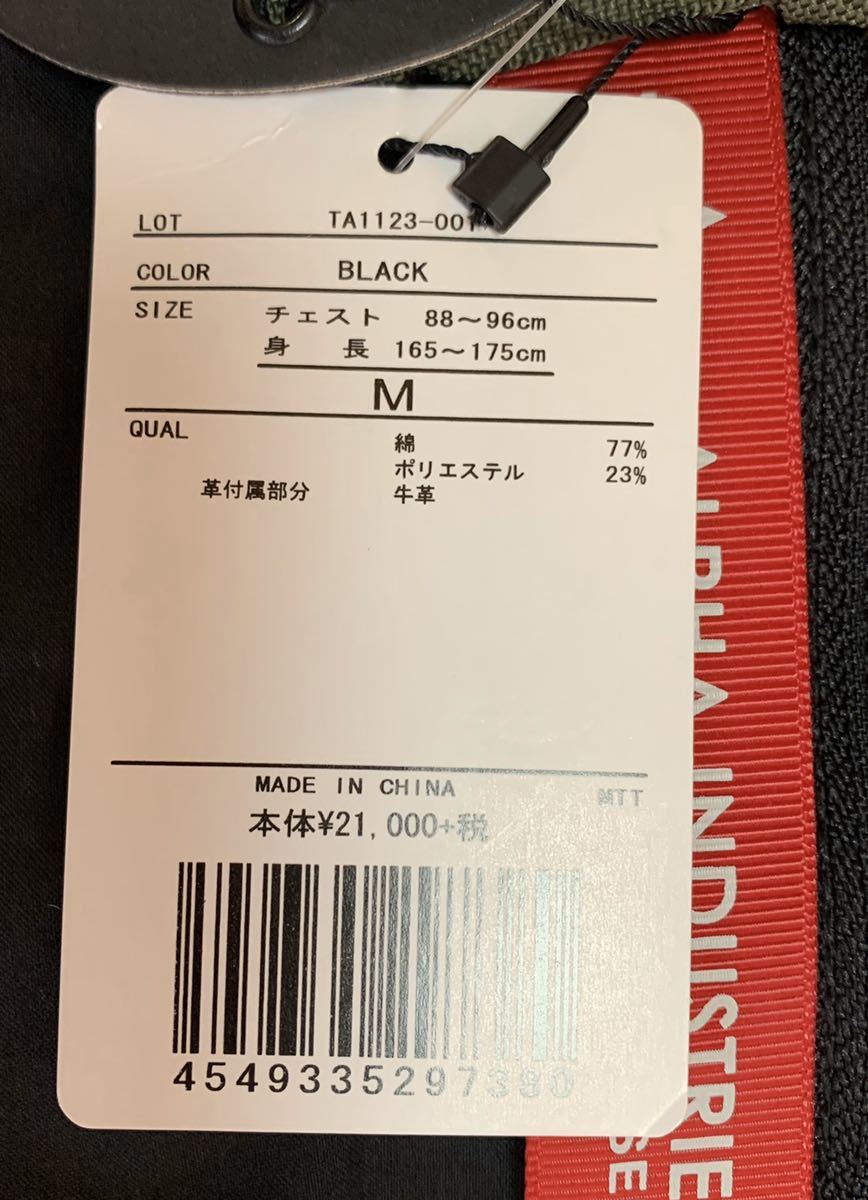 LOT TA1123-001
COLOR BLACK
SIZE チェスト 88～96cm
身 長 165～175cm
M
QUAL 綿 77%
ポリエステル 23%
革付属部分 牛革
MADE IN CHINA MTT
本体¥21,000+税
4549335297380
ALPHA INDUSTRIE
SE